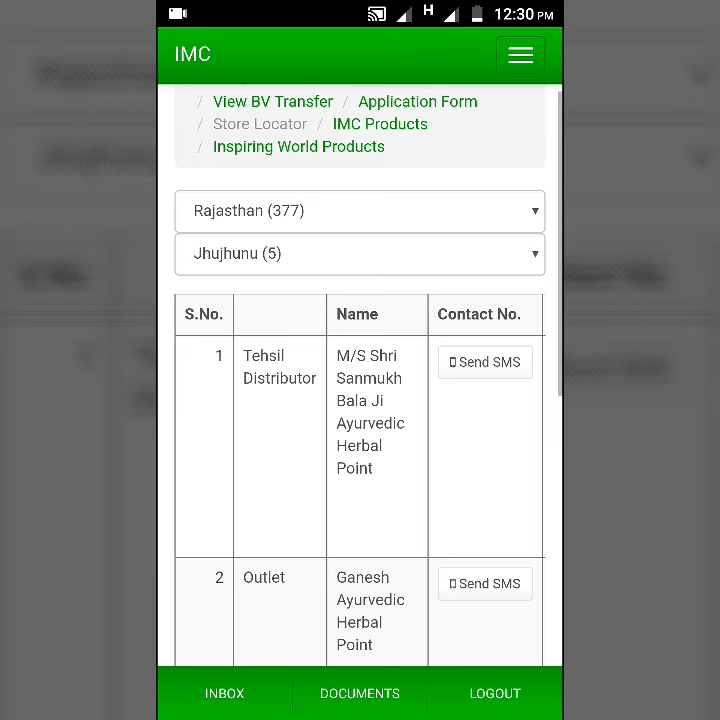 H 12:30 PM
IMC
/ View BV Transfer / Application Form
/ Store Locator / IMC Products
/ Inspiring World Products
Rajasthan (377)
Jhujhunu (5)
S.No. Name Contact No.
1 Tehsil M/S Shri Send SMS
Distributor Sanmukh
Bala Ji
Ayurvedic
Herbal
Point
2 Outlet Ganesh Send SMS
Ayurvedic
Herbal
Point
INBOX DOCUMENTS LOGOUT